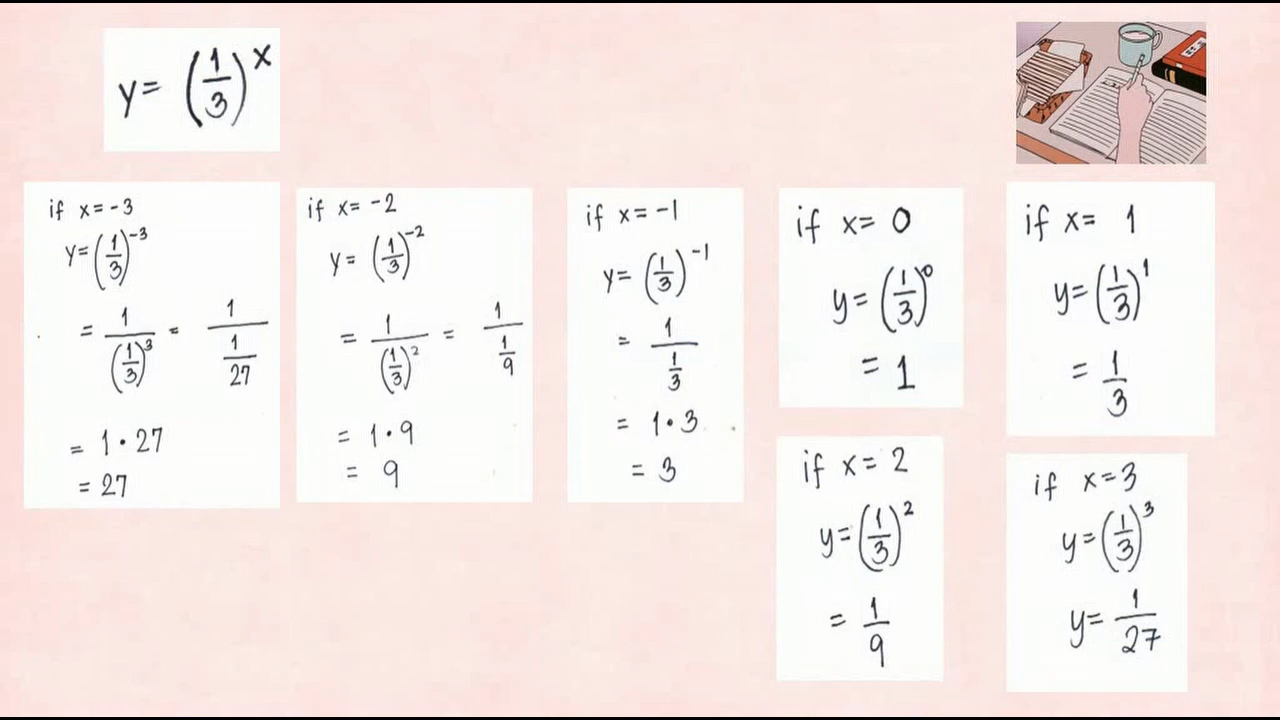 y = (1/3)^x
if x = -3
y = (1/3)^-3
= 1/(1/3)^3 = 1/(1/27)
= 1 • 27
= 27
if x = -2
y = (1/3)^-2
= 1/(1/3)^2 = 1/(1/9)
= 1 • 9
= 9
if x = -1
y = (1/3)^-1
= 1/(1/3)
= 1 • 3
= 3
if x = 0
y = (1/3)^0
= 1
if x = 1
y = (1/3)^1
= 1/3
if x = 2
y = (1/3)^2
= 1/9
if x = 3
y = (1/3)^3
y = 1/27